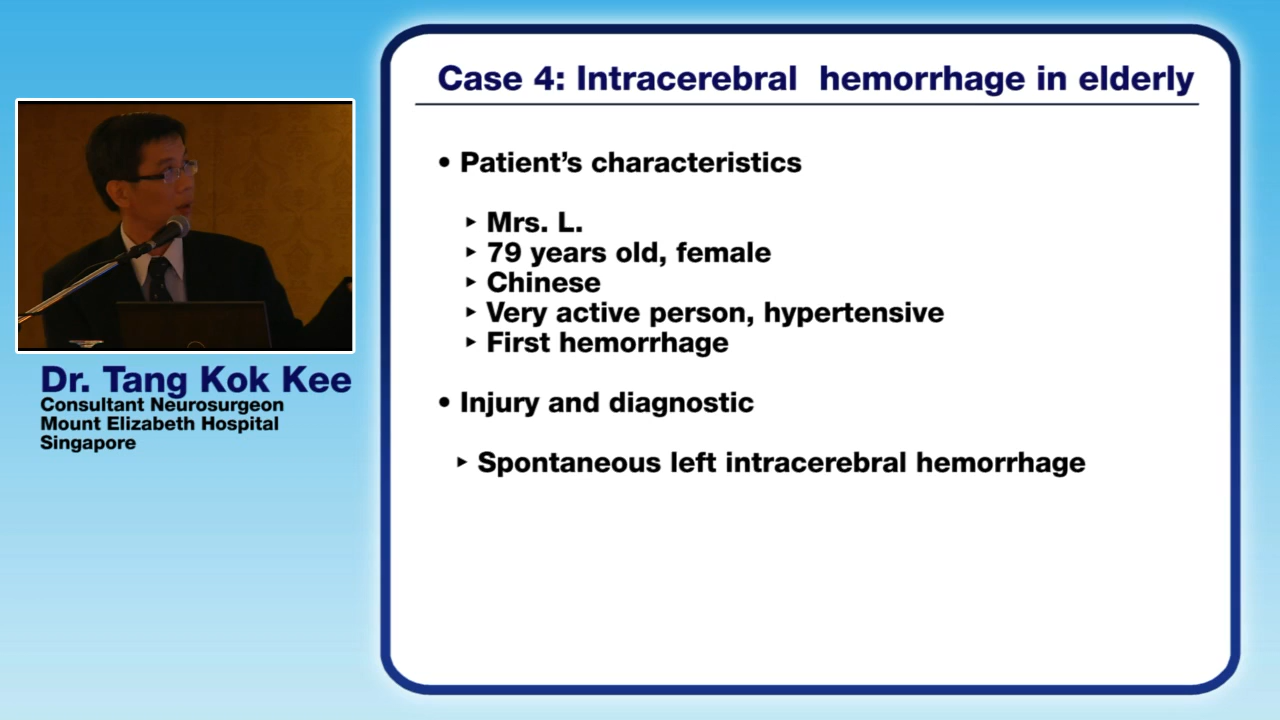 Case 4: Intracerebral hemorrhage in elderly
• Patient's characteristics
▸ Mrs. L.
▸ 79 years old, female
▸ Chinese
▸ Very active person, hypertensive
▸ First hemorrhage
• Injury and diagnostic
▸ Spontaneous left intracerebral hemorrhage
Dr. Tang Kok Kee
Consultant Neurosurgeon
Mount Elizabeth Hospital
Singapore